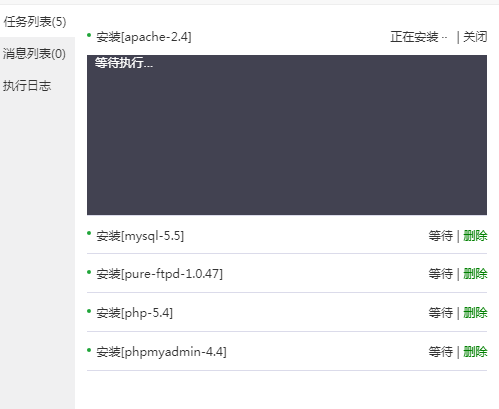 任务列表(5)
消息列表(0)
执行日志
安装[apache-2.4] 正在安装 ·· | 关闭
等待执行...
安装[mysql-5.5] 等待 | 删除
安装[pure-ftpd-1.0.47] 等待 | 删除
安装[php-5.4] 等待 | 删除
安装[phpmyadmin-4.4] 等待 | 删除